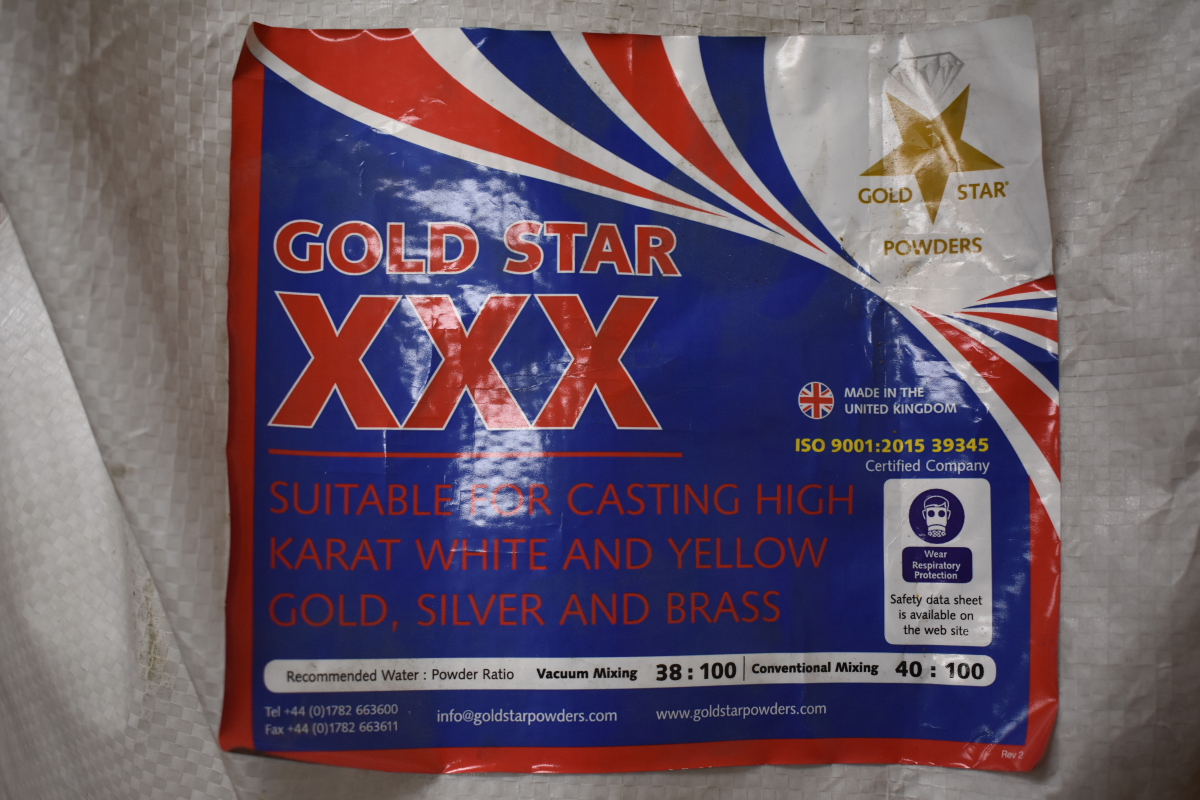 GOLD STAR®
POWDERS
GOLD STAR
XXX
MADE IN THE
UNITED KINGDOM
ISO 9001:2015 39345
Certified Company
SUITABLE FOR CASTING HIGH
KARAT WHITE AND YELLOW
GOLD, SILVER AND BRASS
Wear
Respiratory
Protection
Safety data sheet
is available on
the web site
Recommended Water : Powder Ratio Vacuum Mixing 38 : 100 Conventional Mixing 40 : 100
Tel +44 (0)1782 663600
Fax +44 (0)1782 663611
info@goldstarpowders.com www.goldstarpowders.com
Rev 2